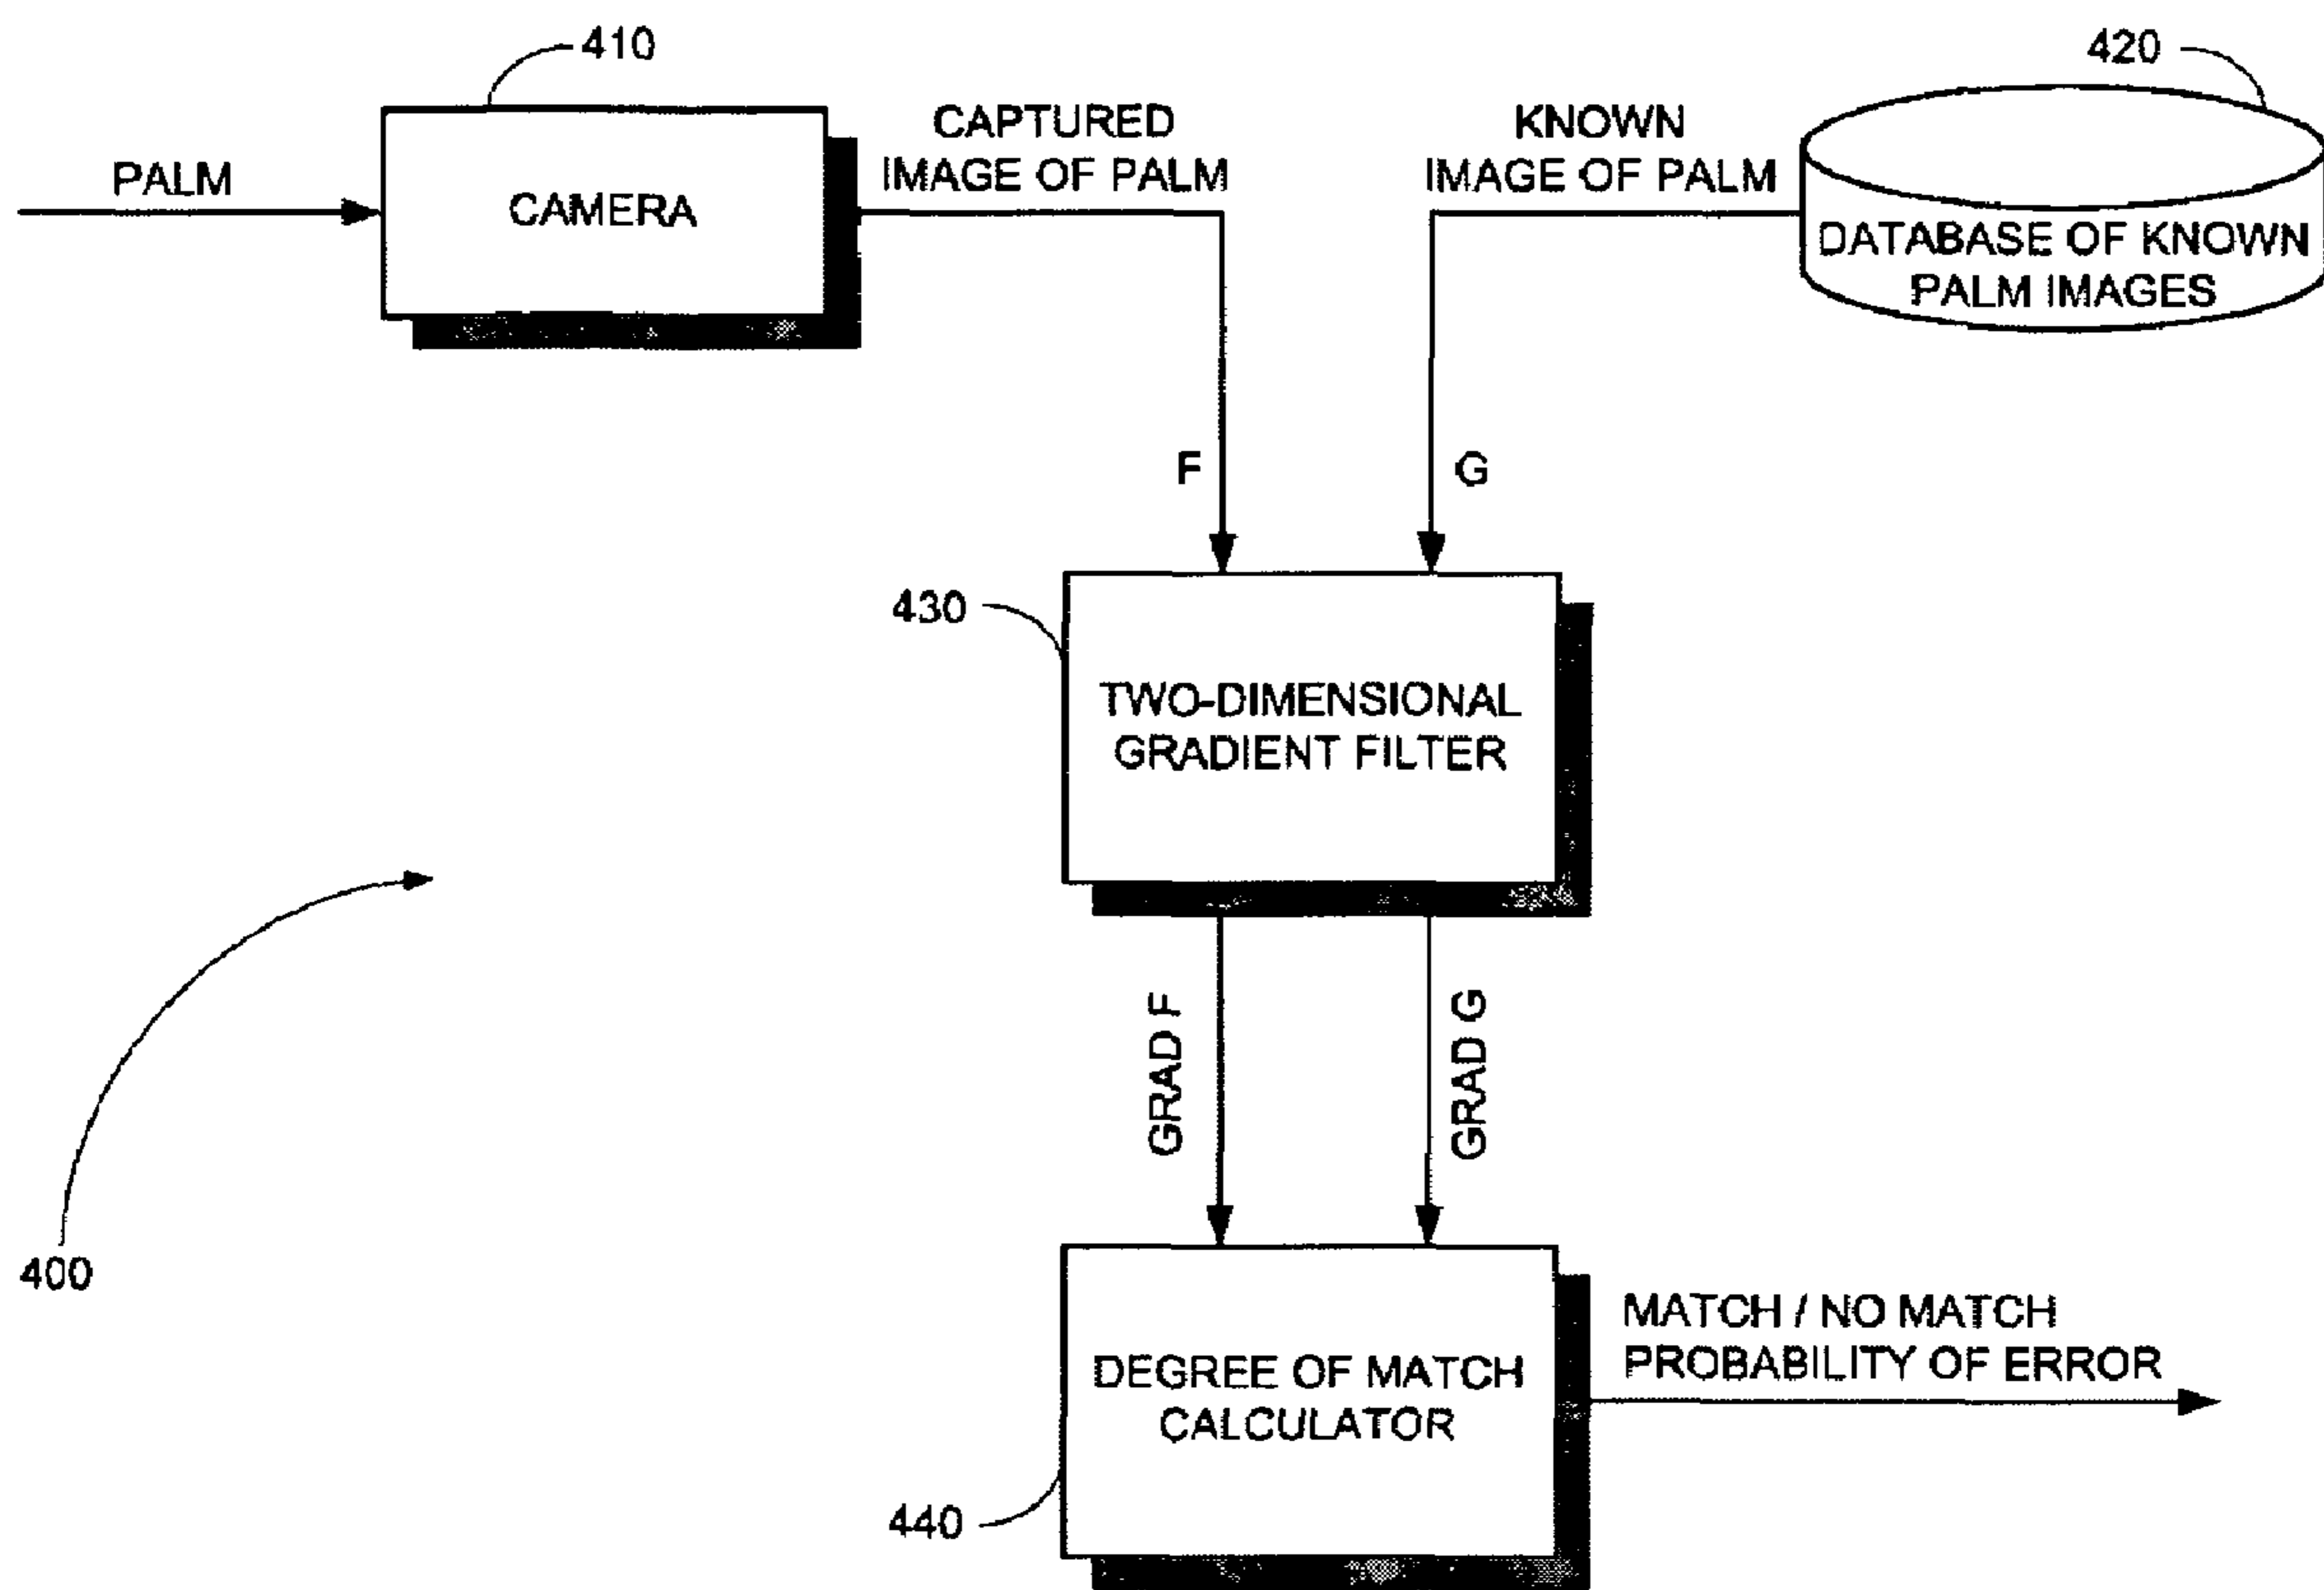 410
420
PALM
CAMERA
CAPTURED
IMAGE OF PALM
KNOWN
IMAGE OF PALM
DATABASE OF KNOWN
PALM IMAGES
F
G
430
TWO-DIMENSIONAL
GRADIENT FILTER
GRAD F
GRAD G
400
DEGREE OF MATCH
CALCULATOR
MATCH / NO MATCH
PROBABILITY OF ERROR
440